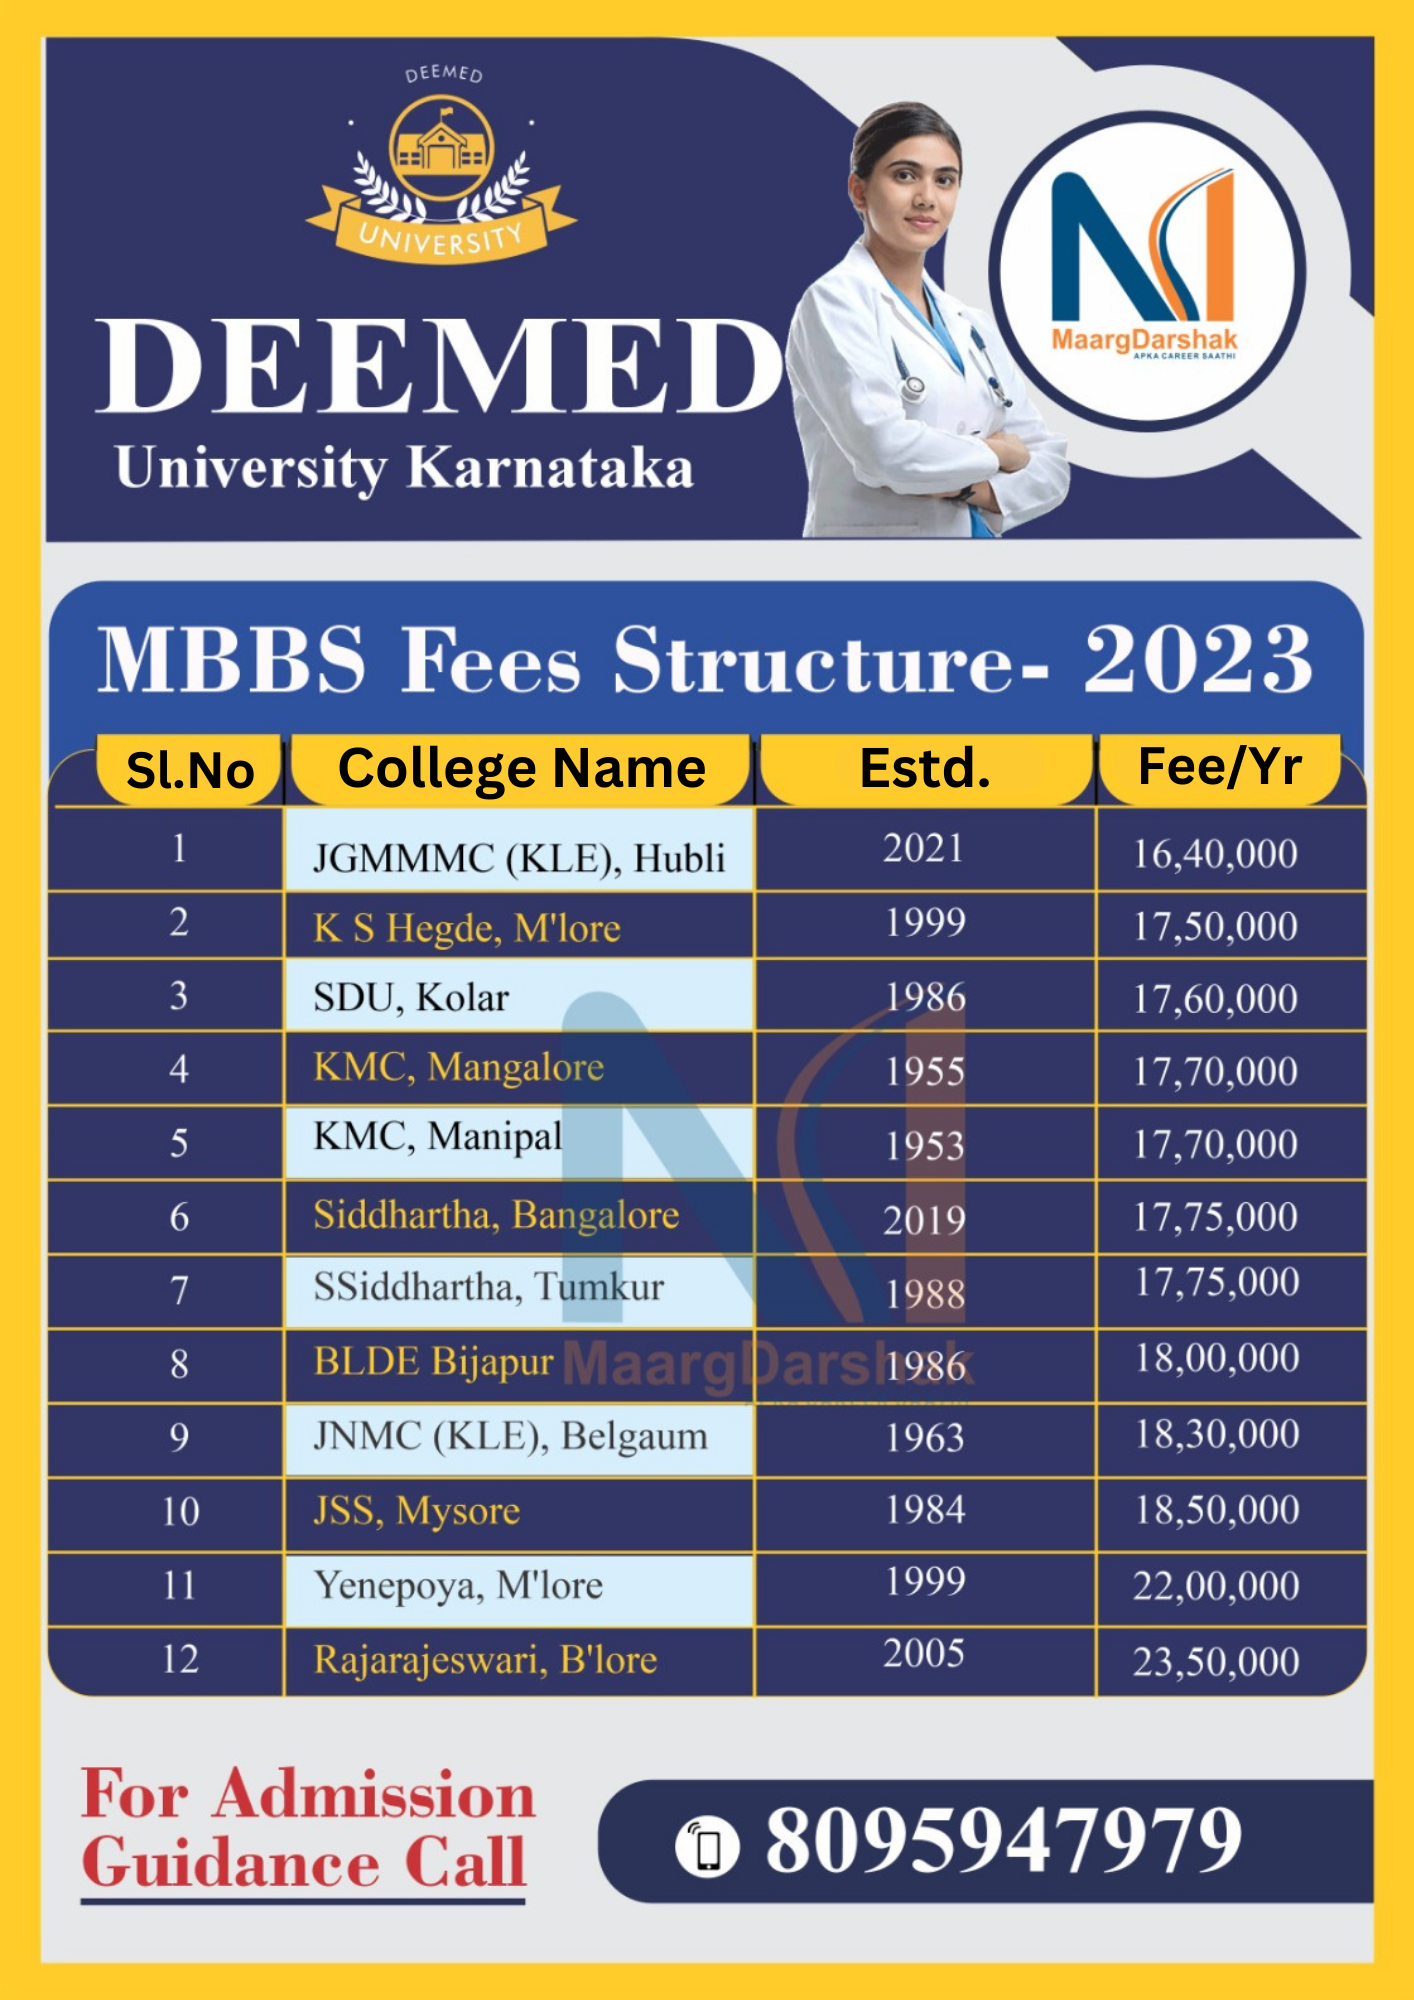 DEEMED
UNIVERSITY
MaargDarshak
APKA CAREER SAATHI
DEEMED
University Karnataka
MBBS Fees Structure- 2023
Sl.No College Name Estd. Fee/Yr
1 JGMMMC (KLE), Hubli 2021 16,40,000
2 K S Hegde, M'lore 1999 17,50,000
3 SDU, Kolar 1986 17,60,000
4 KMC, Mangalore 1955 17,70,000
5 KMC, Manipal 1953 17,70,000
6 Siddhartha, Bangalore 2019 17,75,000
7 SSiddhartha, Tumkur 1988 17,75,000
8 BLDE Bijapur 1986 18,00,000
MaargDarshak
9 JNMC (KLE), Belgaum 1963 18,30,000
10 JSS, Mysore 1984 18,50,000
11 Yenepoya, M'lore 1999 22,00,000
12 Rajarajeswari, B'lore 2005 23,50,000
For Admission
Guidance Call
8095947979